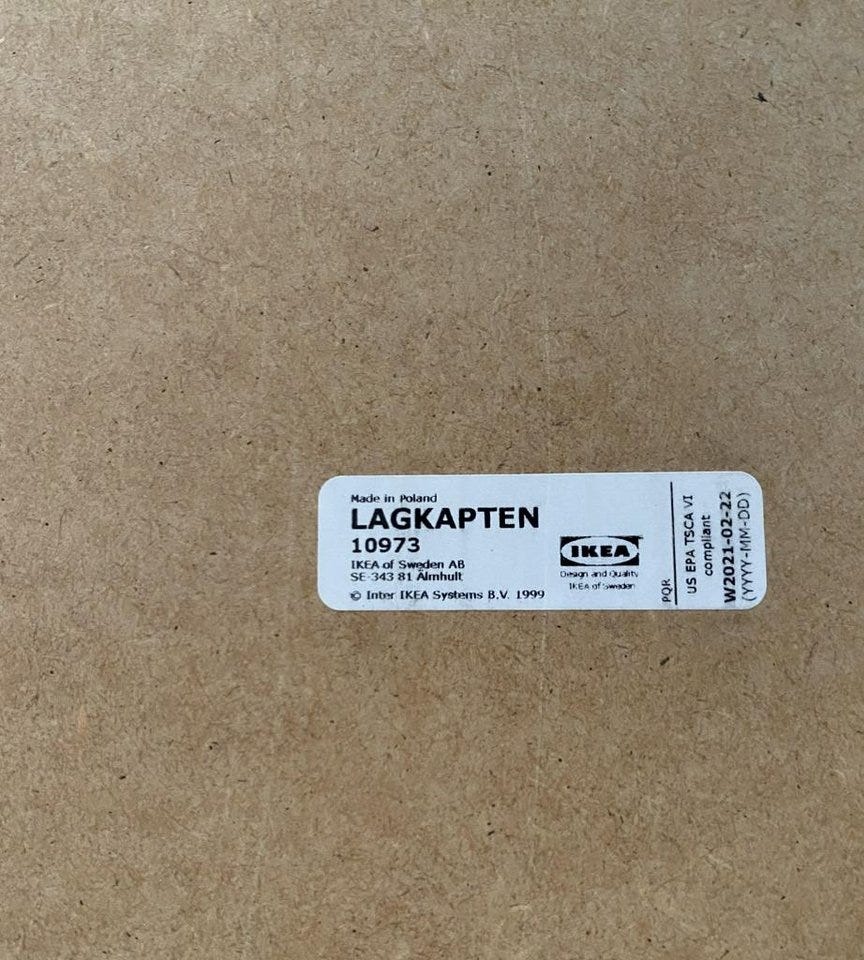 Made in Poland
LAGKAPTEN
10973
IKEA of Sweden AB
SE-343 81 Älmhult
© Inter IKEA Systems B.V. 1999
IKEA
Design and Quality
IKEA of Sweden
PQR
US EPA TSCA VI
compliant
W2021-02-22
(YYYY-MM-DD)